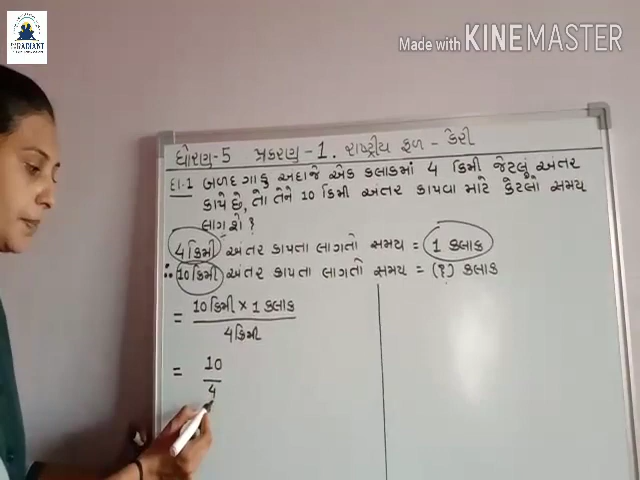 RADIANT
Made with KINEMASTER
ધોરણ-5 પ્રકરણ-1. રાષ્ટ્રીય ફળ - કેરી
દા.1 બળદ ગાડુ અંદાજે એક કલાકમાં 4 કિમી જેટલું અંતર
કાપે છે, તો તેને 10 કિમી અંતર કાપવા માટે કેટલો સમય
લાગશે ?
4 કિમી અંતર કાપતા લાગતો સમય = 1 કલાક
∴ 10 કિમી અંતર કાપતા લાગતો સમય = (?) કલાક
= 10 કિમી × 1 કલાક
4 કિમી
= 10
4